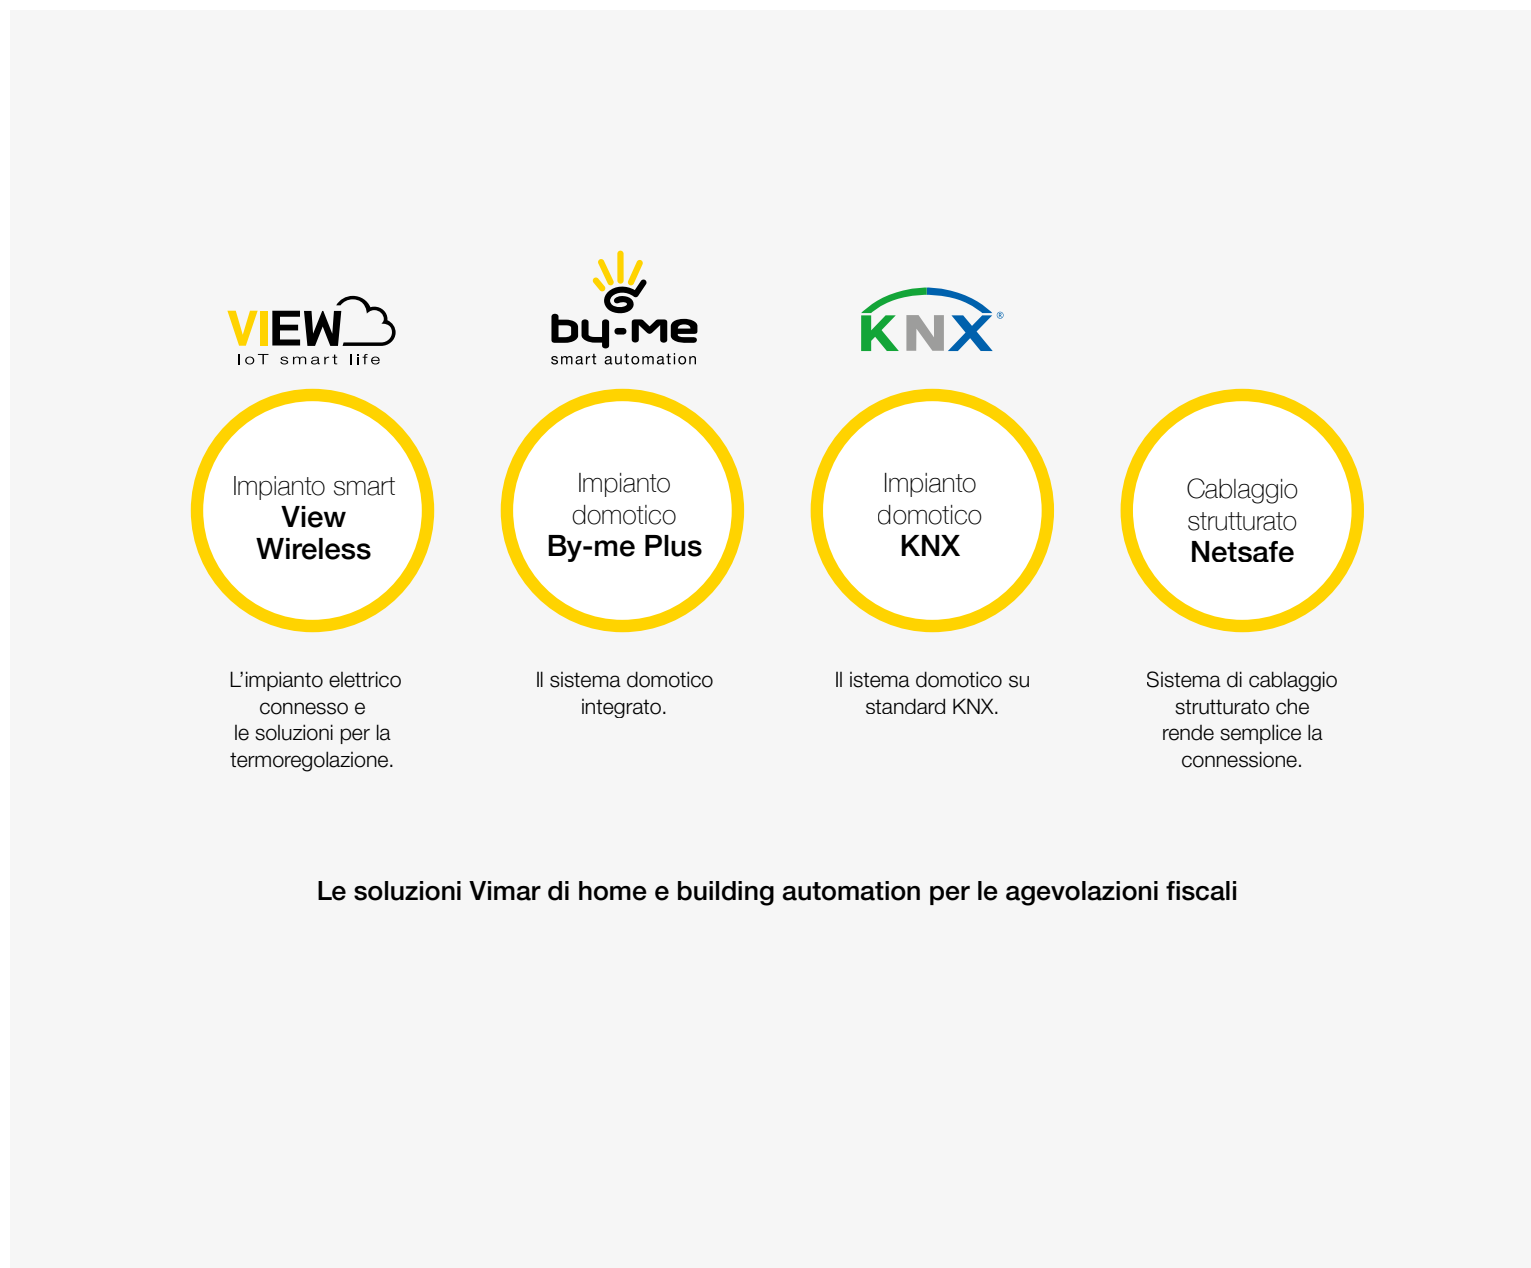 VIEW
IoT smart life
by-me
smart automation
KNX®
Impianto smart
View
Wireless
Impianto
domotico
By-me Plus
Impianto
domotico
KNX
Cablaggio
strutturato
Netsafe
L’impianto elettrico
connesso e
le soluzioni per la
termoregolazione.
Il sistema domotico
integrato.
Il istema domotico su
standard KNX.
Sistema di cablaggio
strutturato che
rende semplice la
connessione.
Le soluzioni Vimar di home e building automation per le agevolazioni fiscali